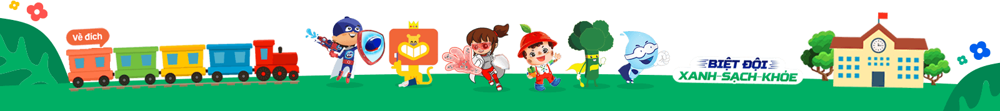 Về đích
BIỆT ĐỘI
XANH-SẠCH-KHỎE